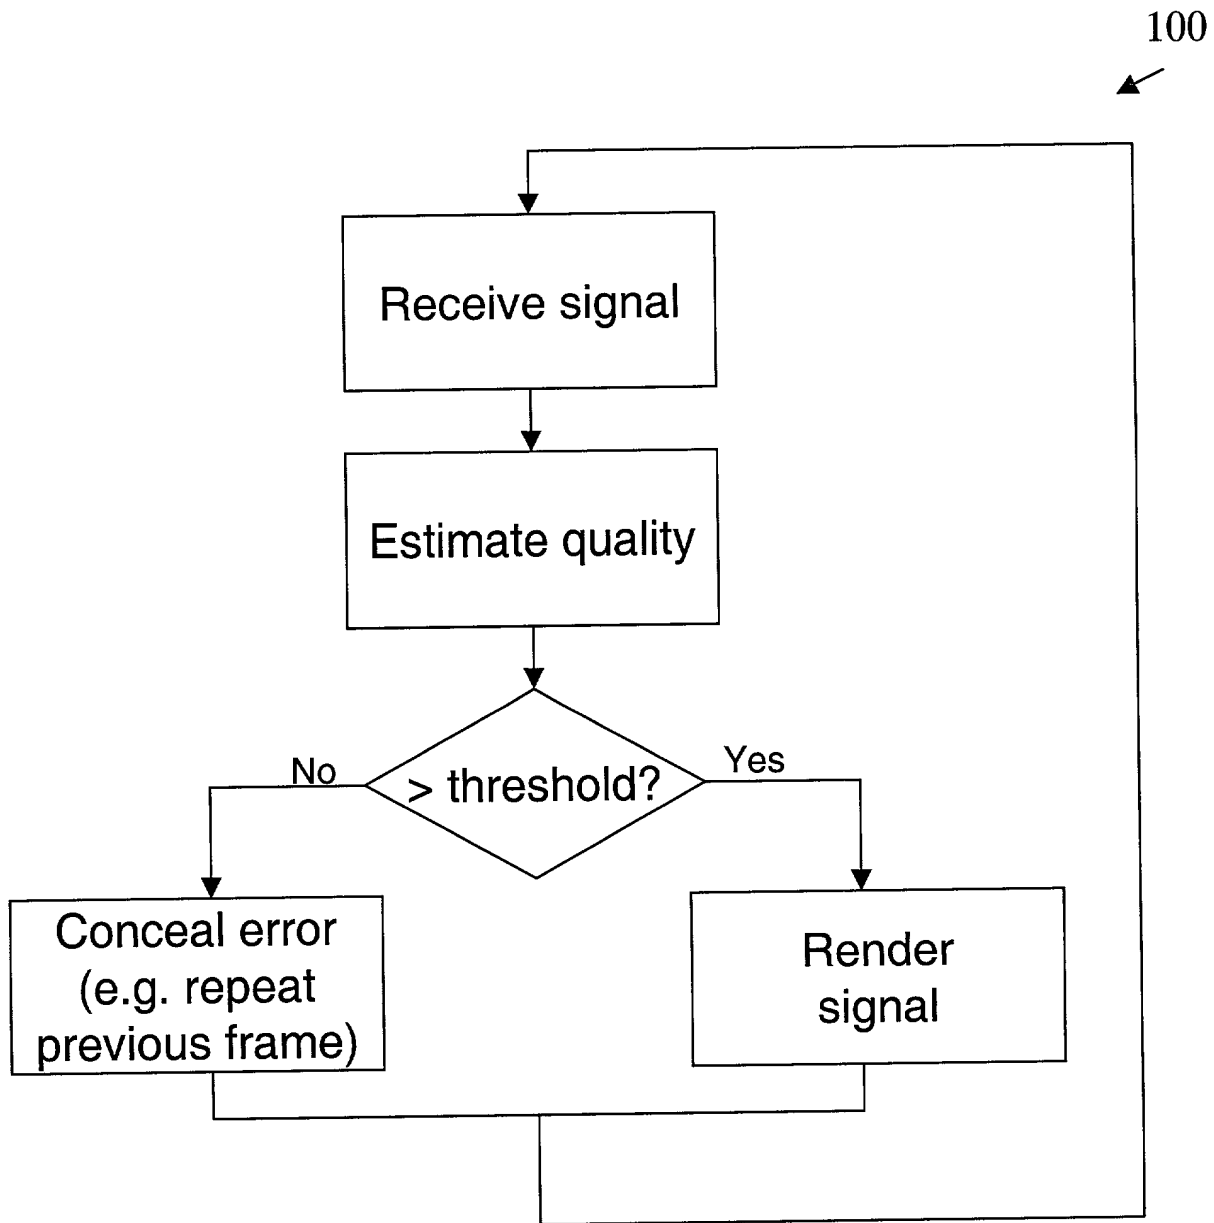 100
Receive signal
Estimate quality
No
> threshold?
Yes
Conceal error
(e.g. repeat
previous frame)
Render
signal